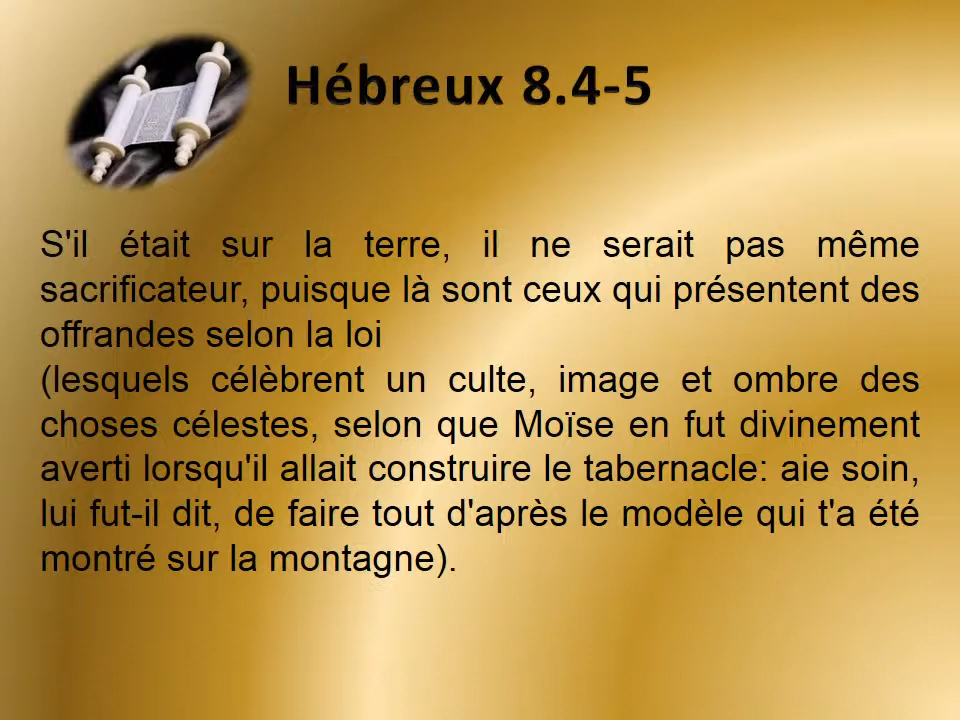 Hébreux 8.4-5
S'il était sur la terre, il ne serait pas même
sacrificateur, puisque là sont ceux qui présentent des
offrandes selon la loi
(lesquels célèbrent un culte, image et ombre des
choses célestes, selon que Moïse en fut divinement
averti lorsqu'il allait construire le tabernacle: aie soin,
lui fut-il dit, de faire tout d'après le modèle qui t'a été
montré sur la montagne).